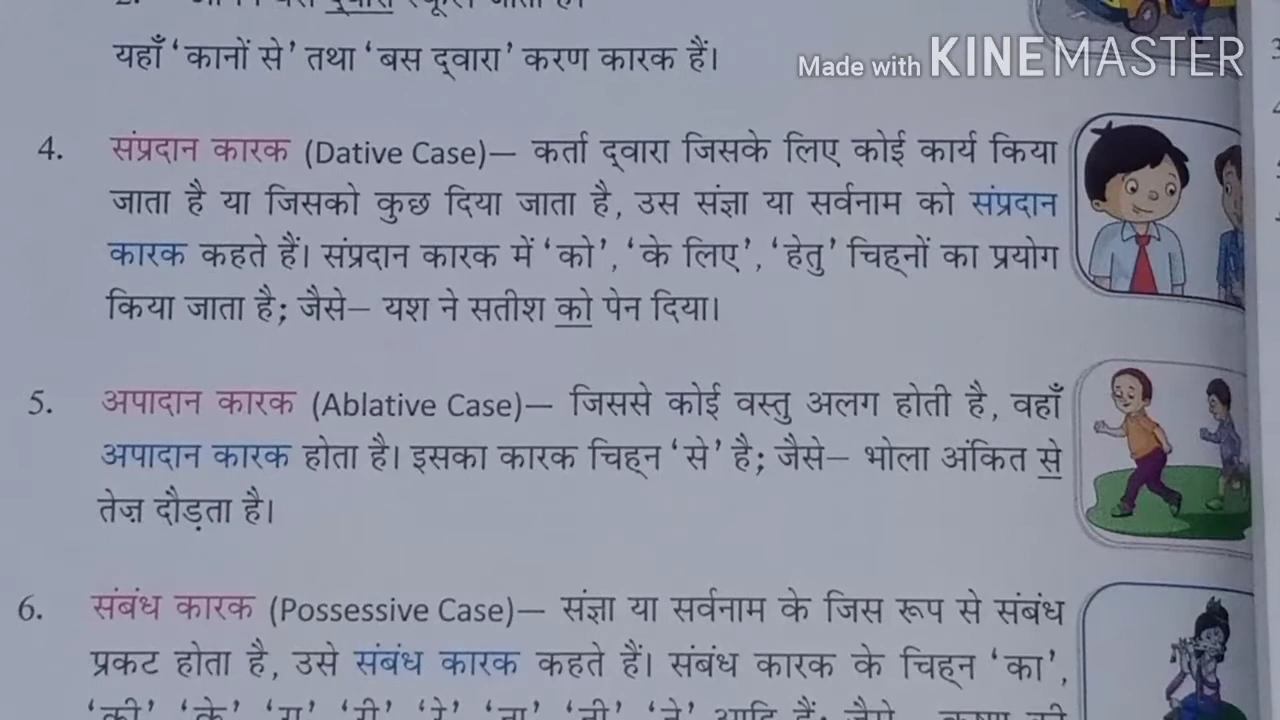 यहाँ 'कानों से' तथा 'बस द्वारा' करण कारक हैं।
Made with KINEMASTER
4. संप्रदान कारक (Dative Case)— कर्ता द्वारा जिसके लिए कोई कार्य किया
जाता है या जिसको कुछ दिया जाता है, उस संज्ञा या सर्वनाम को संप्रदान
कारक कहते हैं। संप्रदान कारक में 'को', 'के लिए', 'हेतु' चिह्नों का प्रयोग
किया जाता है; जैसे— यश ने सतीश को पेन दिया।
5. अपादान कारक (Ablative Case)— जिससे कोई वस्तु अलग होती है, वहाँ
अपादान कारक होता है। इसका कारक चिह्न 'से' है; जैसे— भोला अंकित से
तेज़ दौड़ता है।
6. संबंध कारक (Possessive Case)— संज्ञा या सर्वनाम के जिस रूप से संबंध
प्रकट होता है, उसे संबंध कारक कहते हैं। संबंध कारक के चिह्न 'का',